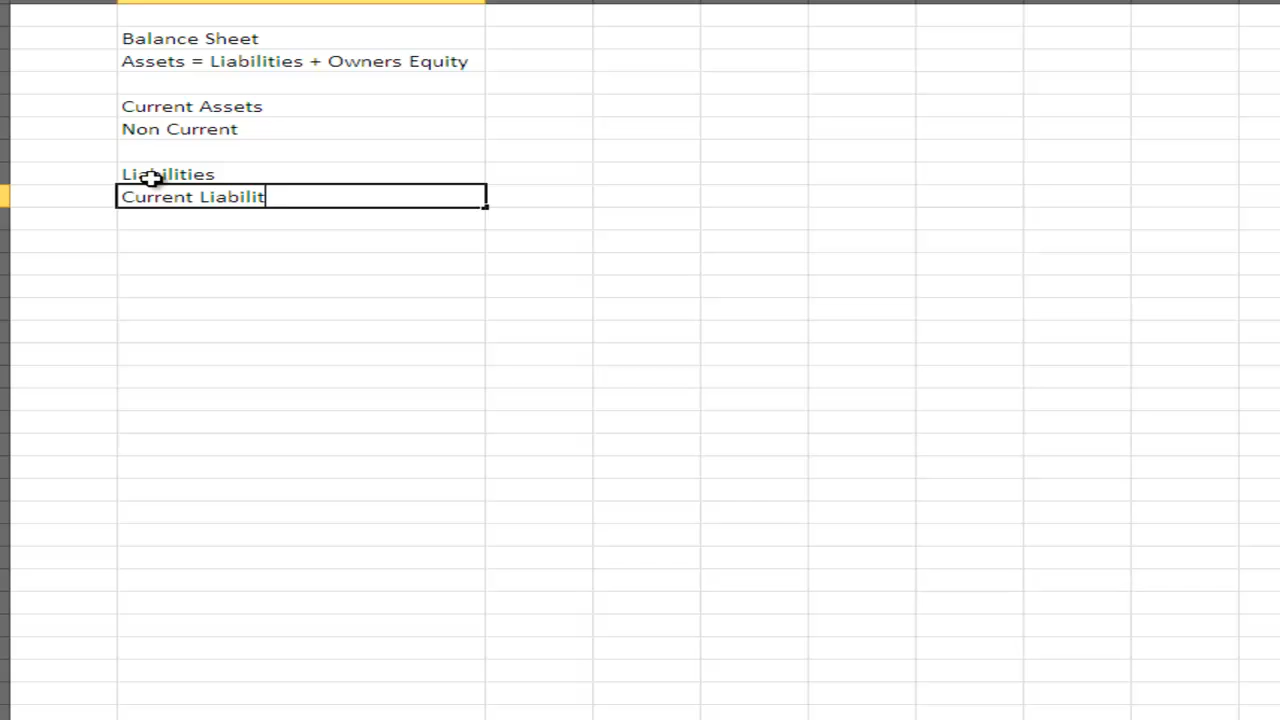 Balance Sheet
Assets = Liabilities + Owners Equity
Current Assets
Non Current
Liabilities
Current Liabilit